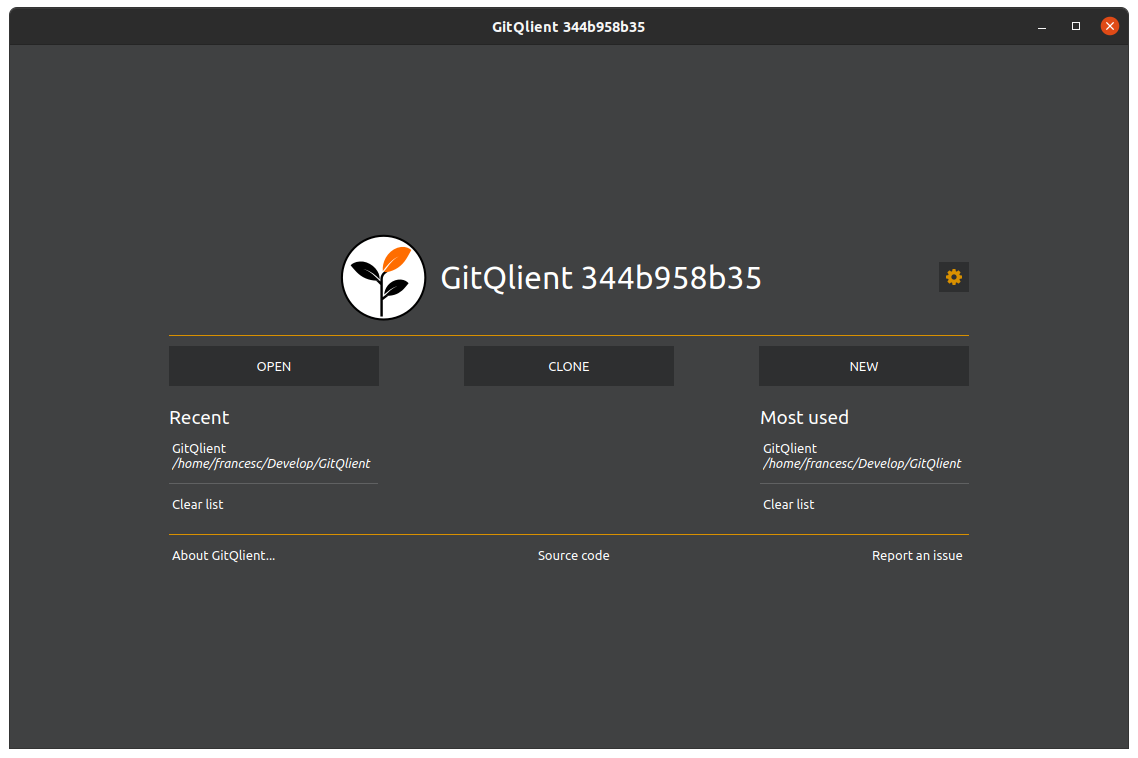 GitQlient 344b958b35
GitQlient 344b958b35
OPEN
CLONE
NEW
Recent
GitQlient
/home/francesc/Develop/GitQlient
Clear list
Most used
GitQlient
/home/francesc/Develop/GitQlient
Clear list
About GitQlient...
Source code
Report an issue